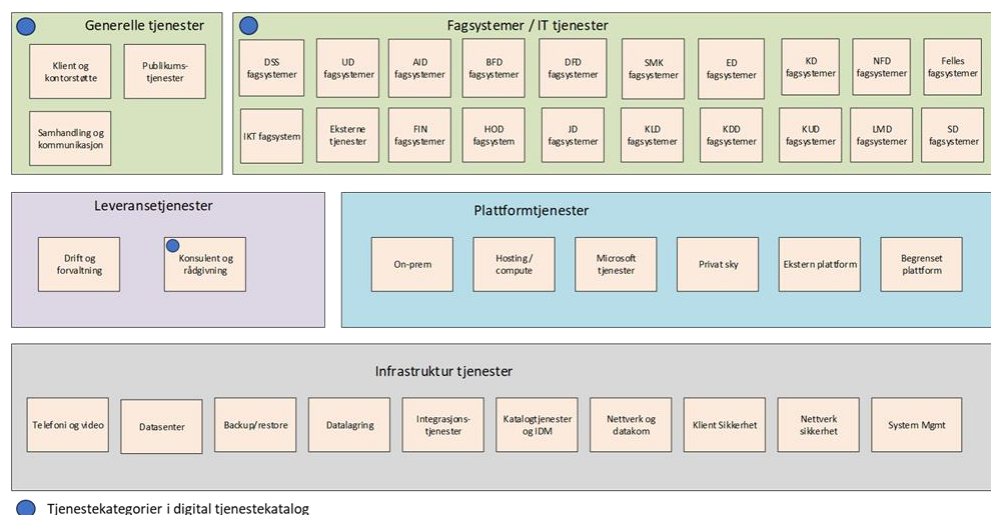 Generelle tjenester
Klient og
kontorstøtte
Publikums-
tjenester
Samhandling og
kommunikasjon
Fagsystemer / IT tjenester
DSS
fagsystemer
UD
fagsystemer
AID
fagsystemer
BFD
fagsystemer
DFD
fagsystemer
SMK
fagsystemer
ED
fagsystemer
KD
fagsystemer
NFD
fagsystemer
Felles
fagsystemer
IKT fagsystem
Eksterne
tjenester
FIN
fagsystemer
HOD
fagsystem
JD
fagsystemer
KLD
fagsystemer
KDD
fagsystemer
KUD
fagsystemer
LMD
fagsystemer
SD
fagsystemer
Leveransetjenester
Drift og
forvaltning
Konsulent og
rådgivning
Plattformtjenester
On-prem
Hosting/
compute
Microsoft
tjenester
Privat sky
Ekstern plattform
Begrenset
plattform
Infrastruktur tjenester
Telefoni og video
Datasenter
Backup/restore
Datalagring
Integrasjons-
tjenester
Katalogtjenester
og IDM
Nettverk og
datakom
Klient Sikkerhet
Nettverk
sikkerhet
System Mgmt
Tjenestekategorier i digital tjenestekatalog